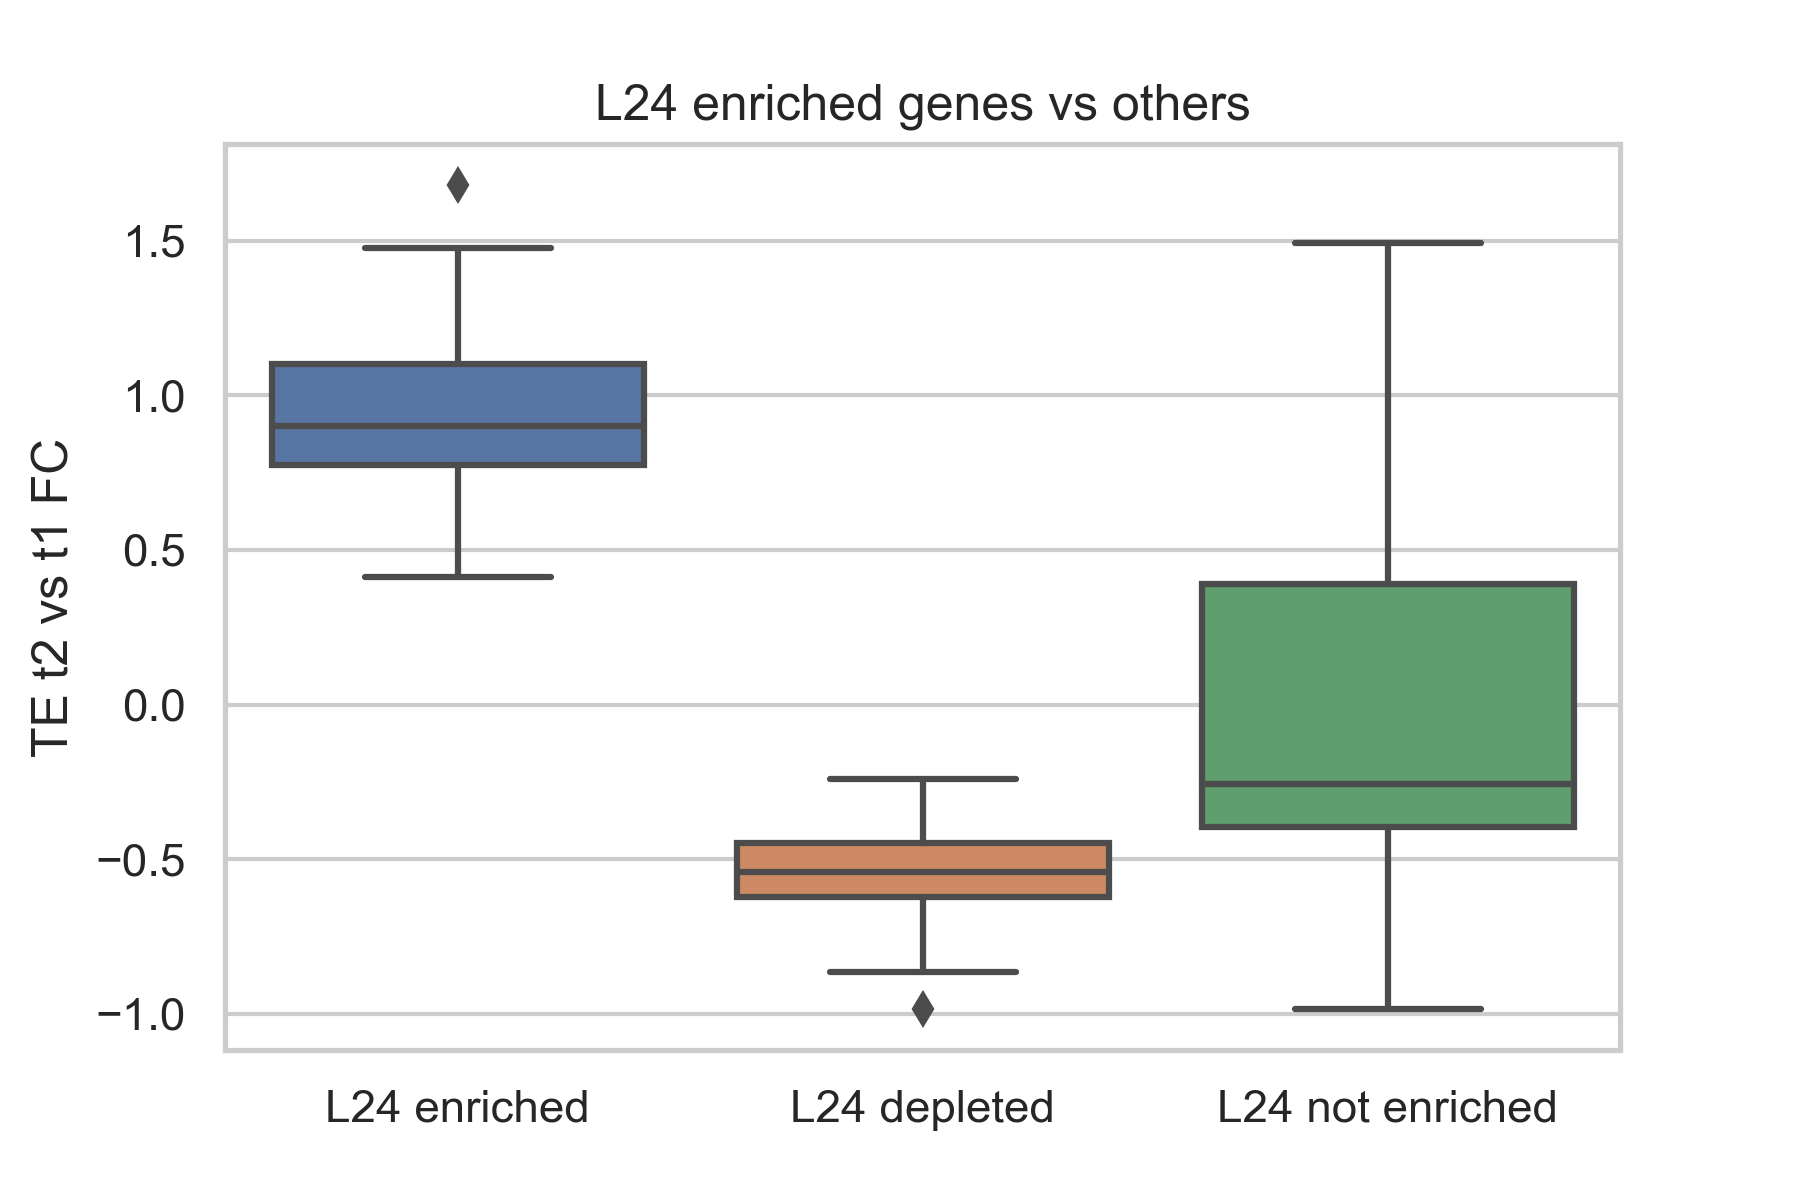 L24 enriched genes vs others
TE t2 vs t1 FC
1.5
1.0
0.5
0.0
−0.5
−1.0
L24 enriched
L24 depleted
L24 not enriched